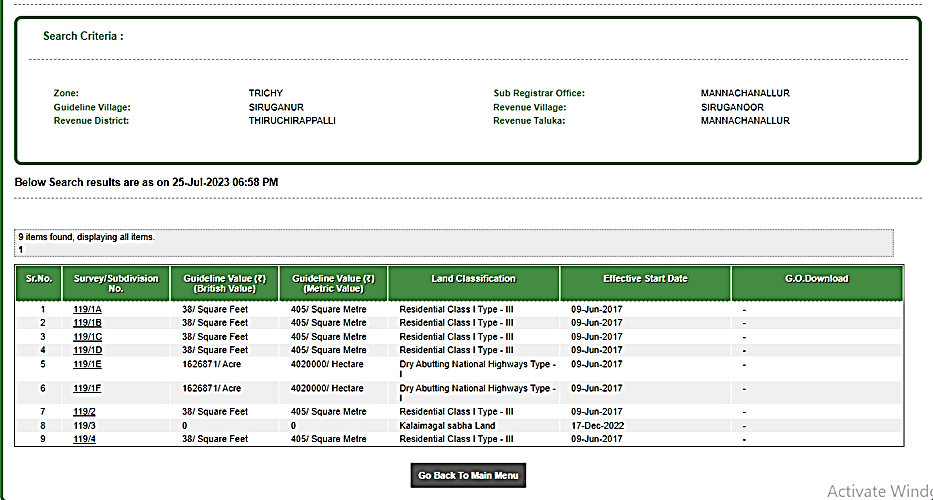 Search Criteria :
Zone: TRICHY Sub Registrar Office: MANNACHANALLUR
Guideline Village: SIRUGANUR Revenue Village: SIRUGANOOR
Revenue District: THIRUCHIRAPPALLI Revenue Taluka: MANNACHANALLUR
Below Search results are as on 25-Jul-2023 06:58 PM
9 items found, displaying all items.
1
Sr.No. Survey/Subdivision No. Guideline Value (₹) (British Value) Guideline Value (₹) (Metric Value) Land Classification Effective Start Date G.O.Download
1 119/1A 38/ Square Feet 405/ Square Metre Residential Class I Type - III 09-Jun-2017 -
2 119/1B 38/ Square Feet 405/ Square Metre Residential Class I Type - III 09-Jun-2017 -
3 119/1C 38/ Square Feet 405/ Square Metre Residential Class I Type - III 09-Jun-2017 -
4 119/1D 38/ Square Feet 405/ Square Metre Residential Class I Type - III 09-Jun-2017 -
5 119/1E 1626871/ Acre 4020000/ Hectare Dry Abutting National Highways Type - I 09-Jun-2017 -
6 119/1F 1626871/ Acre 4020000/ Hectare Dry Abutting National Highways Type - I 09-Jun-2017 -
7 119/2 38/ Square Feet 405/ Square Metre Residential Class I Type - III 09-Jun-2017 -
8 119/3 0 0 Kalaimagal sabha Land 17-Dec-2022 -
9 119/4 38/ Square Feet 405/ Square Metre Residential Class I Type - III 09-Jun-2017 -
Go Back To Main Menu
Activate Windo